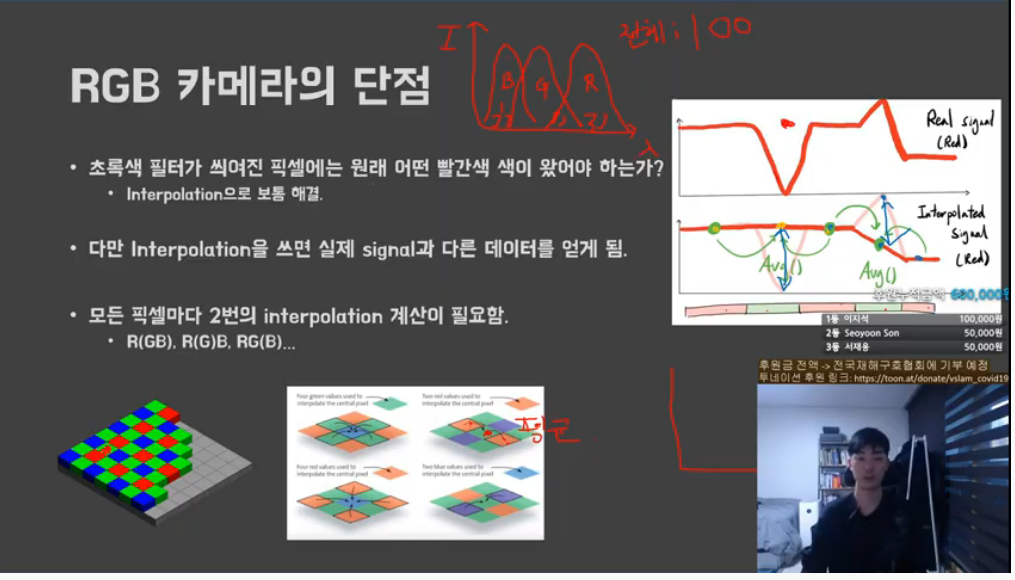 RGB 카메라의 단점
I
B
G
R
λ
전체 : 100
• 초록색 필터가 씌여진 픽셀에는 원래 어떤 빨간색 색이 왔어야 하는가?
• Interpolation으로 보통 해결.
• 다만 Interpolation을 쓰면 실제 signal과 다른 데이터를 얻게 됨.
• 모든 픽셀마다 2번의 interpolation 계산이 필요함.
• R(GB), R(G)B, RG(B)...
Real signal
(Red)
Interpolated
Signal
(Red)
Avg()
Avg()
후원누적금액 600,000원
1등 이지석 100,000원
2등 Seoyoon Son 50,000원
3등 서재용 50,000원
후원금 전액 -> 전국재해구호협회에 기부 예정
투네이션 후원 링크: https://toon.at/donate/vslam_covid19
Four green values used to
interpolate the central pixel
Two red values used to
interpolate the central pixel
평균
Four red values used to
interpolate the central pixel
Two blue values used to
interpolate the central pixel